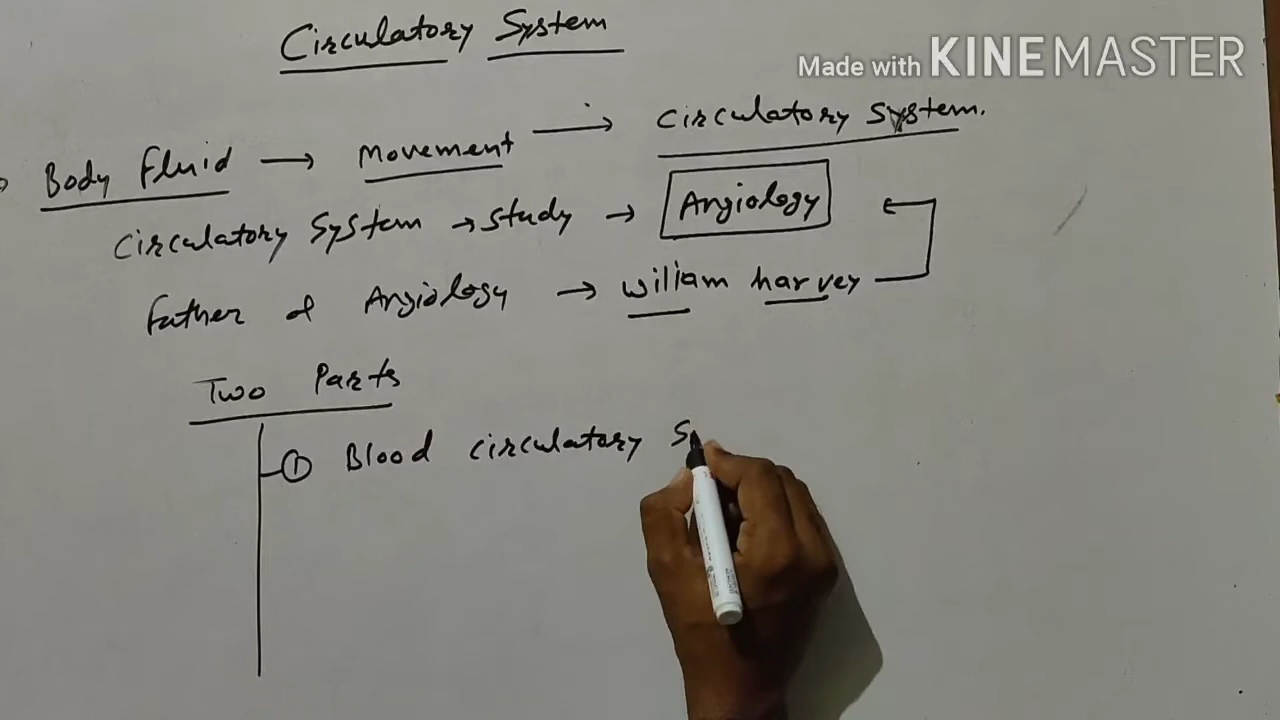 Circulatory System
Made with KINEMASTER
Body Fluid → Movement → Circulatory System.
Circulatory System → Study → Angiology
Father of Angiology → Wiliam harvey
Two Parts
① Blood circulatory S